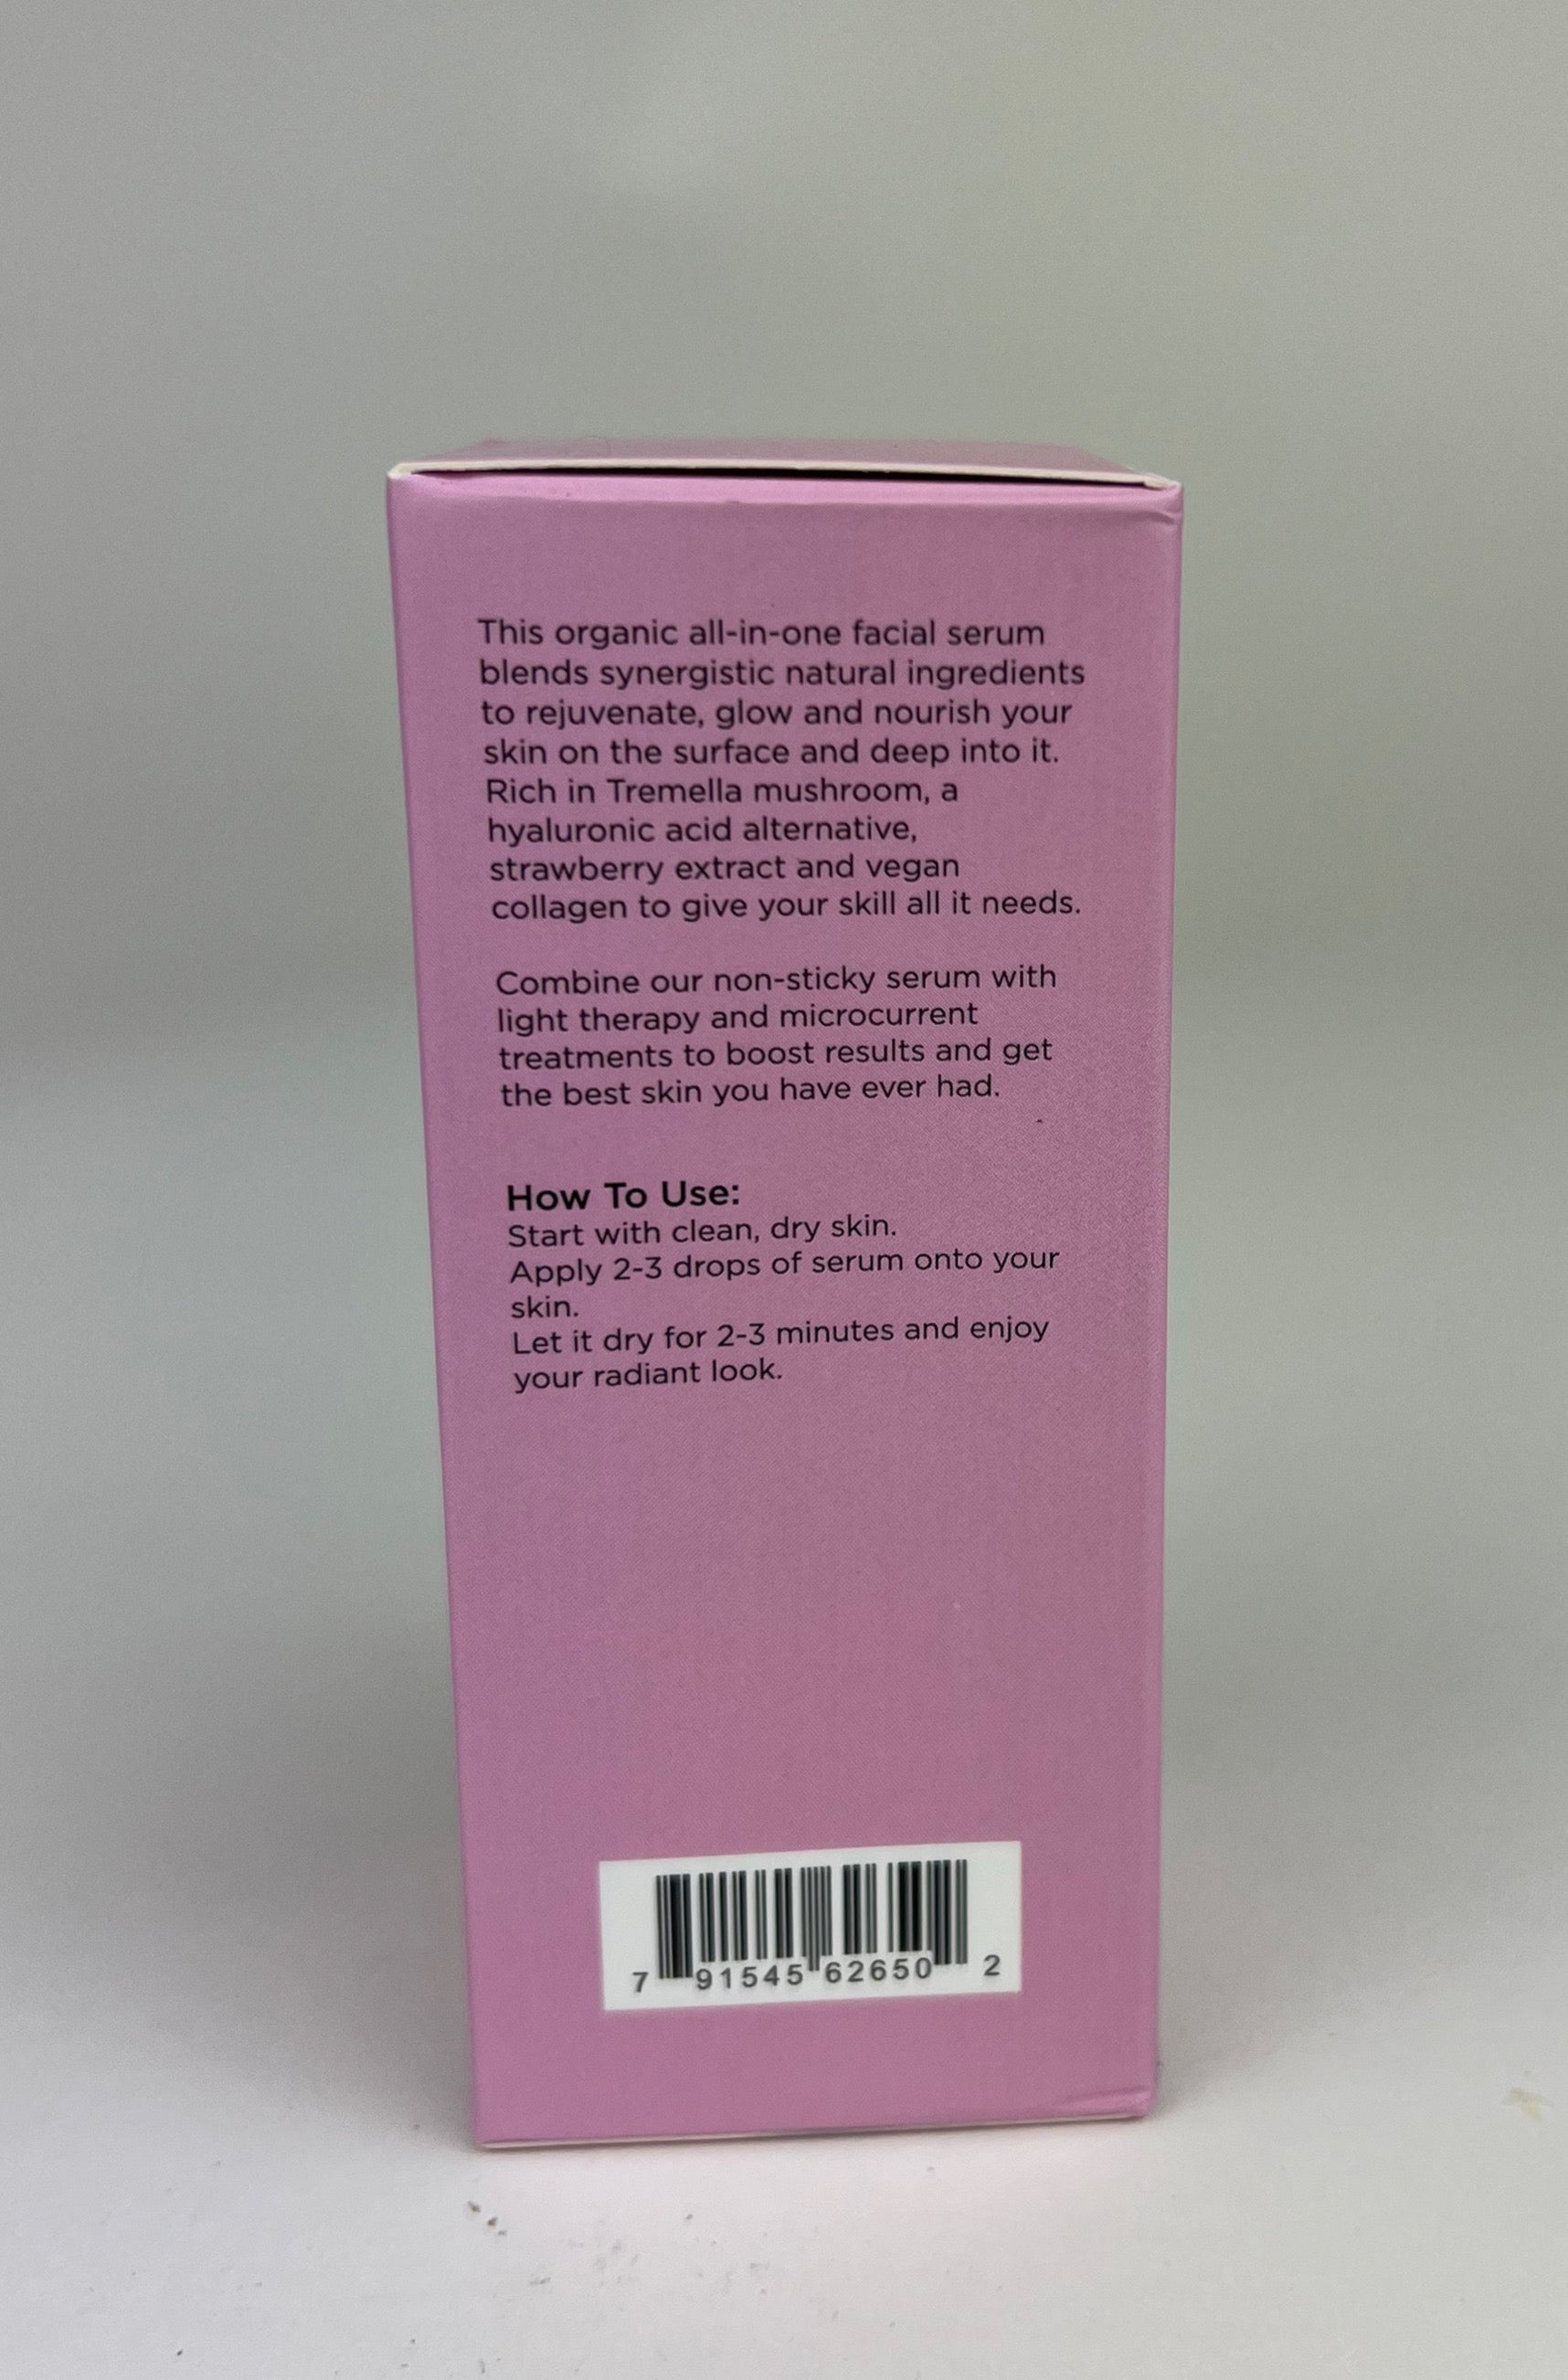 This organic all-in-one facial serum
blends synergistic natural ingredients
to rejuvenate, glow and nourish your
skin on the surface and deep into it.
Rich in Tremella mushroom, a
hyaluronic acid alternative,
strawberry extract and vegan
collagen to give your skill all it needs.
Combine our non-sticky serum with
light therapy and microcurrent
treatments to boost results and get
the best skin you have ever had.
How To Use:
Start with clean, dry skin.
Apply 2-3 drops of serum onto your
skin.
Let it dry for 2-3 minutes and enjoy
your radiant look.
7 91545 62650 2